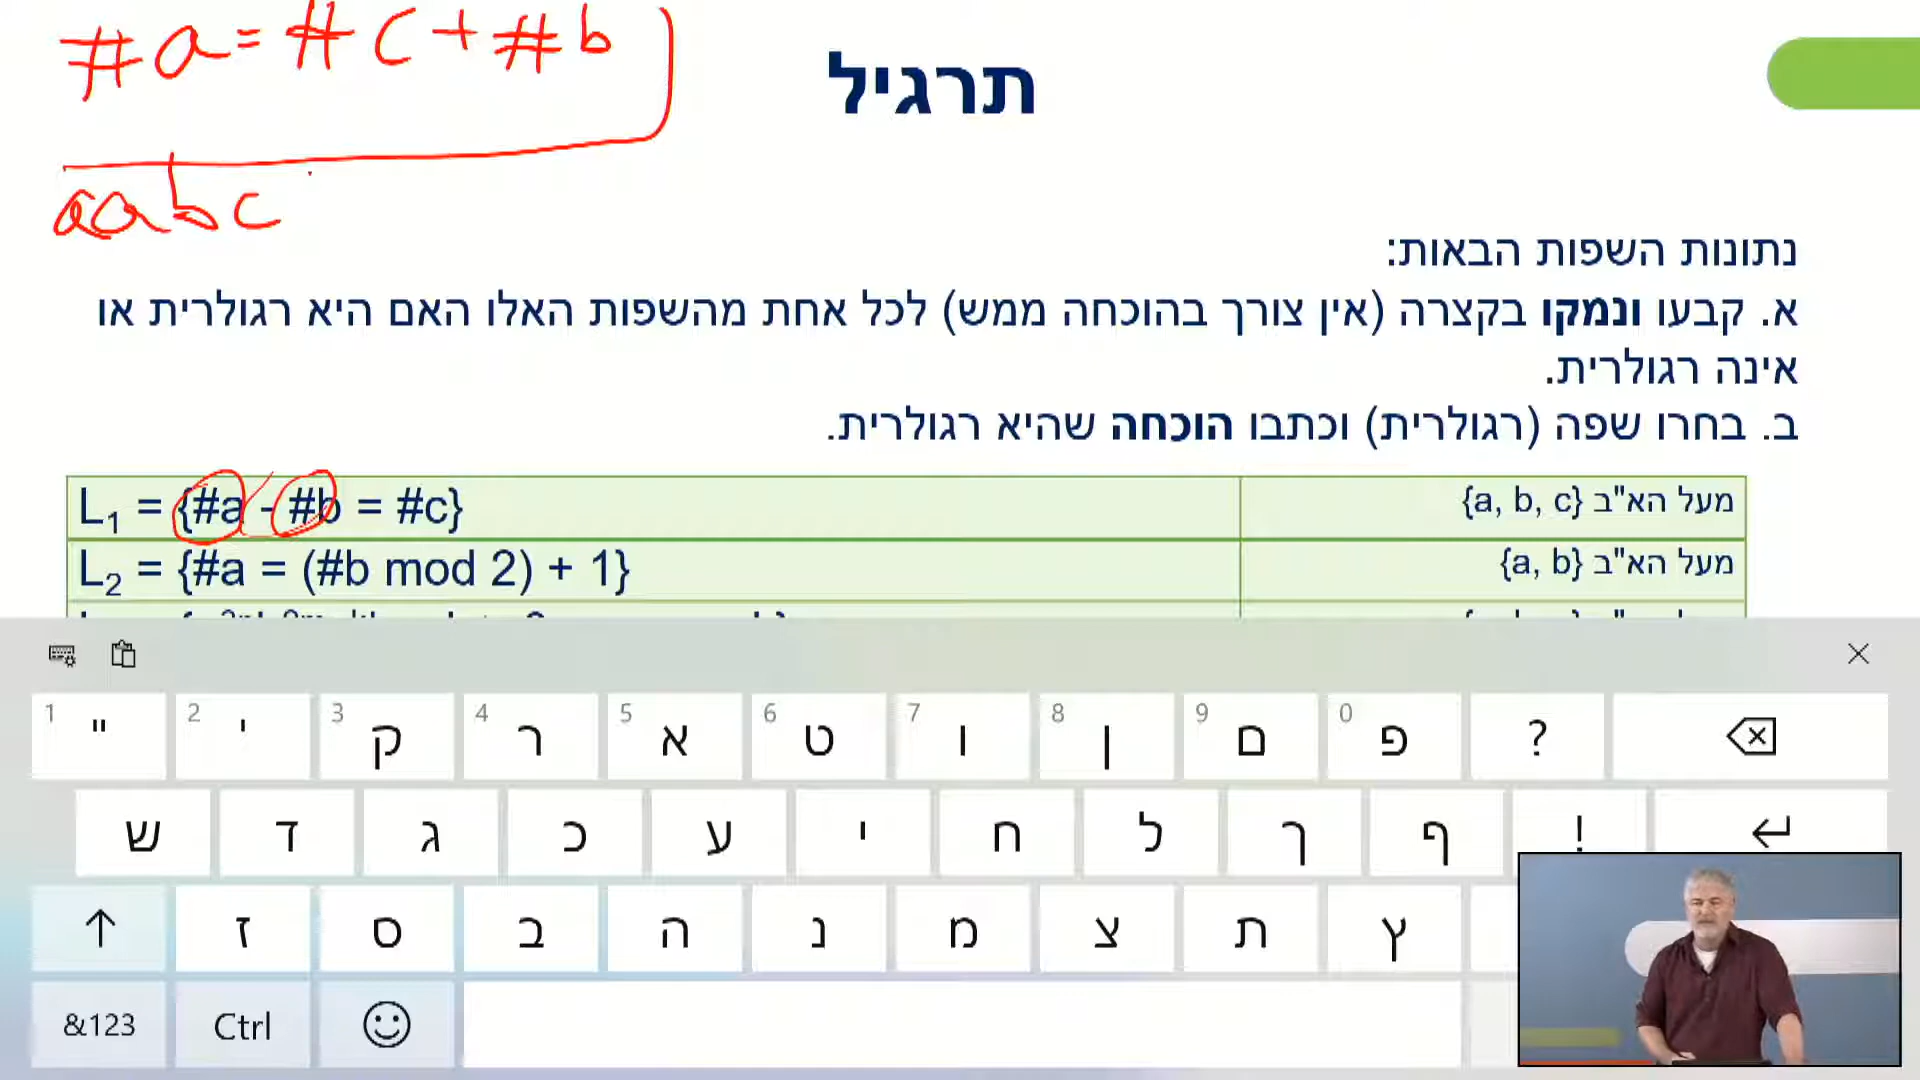 #a = #c + #b
aabc
תרגיל
נתונות השפות הבאות:
א. קבעו ונמקו בקצרה (אין צורך בהוכחה ממש) לכל אחת מהשפות האלו האם היא רגולרית או
אינה רגולרית.
ב. בחרו שפה (רגולרית) וכתבו הוכחה שהיא רגולרית.
L₁ = {#a - #b = #c}
מעל הא"ב {a, b, c}
L₂ = {#a = (#b mod 2) + 1}
מעל הא"ב {a, b}
1 " 2 ' 3 ק 4 ר 5 א 6 ט 7 ו 8 ן 9 ם 0 פ ?
ש ד ג כ ע י ח ל ך ף !
ז ס ב ה נ מ צ ת ץ
&123 Ctrl